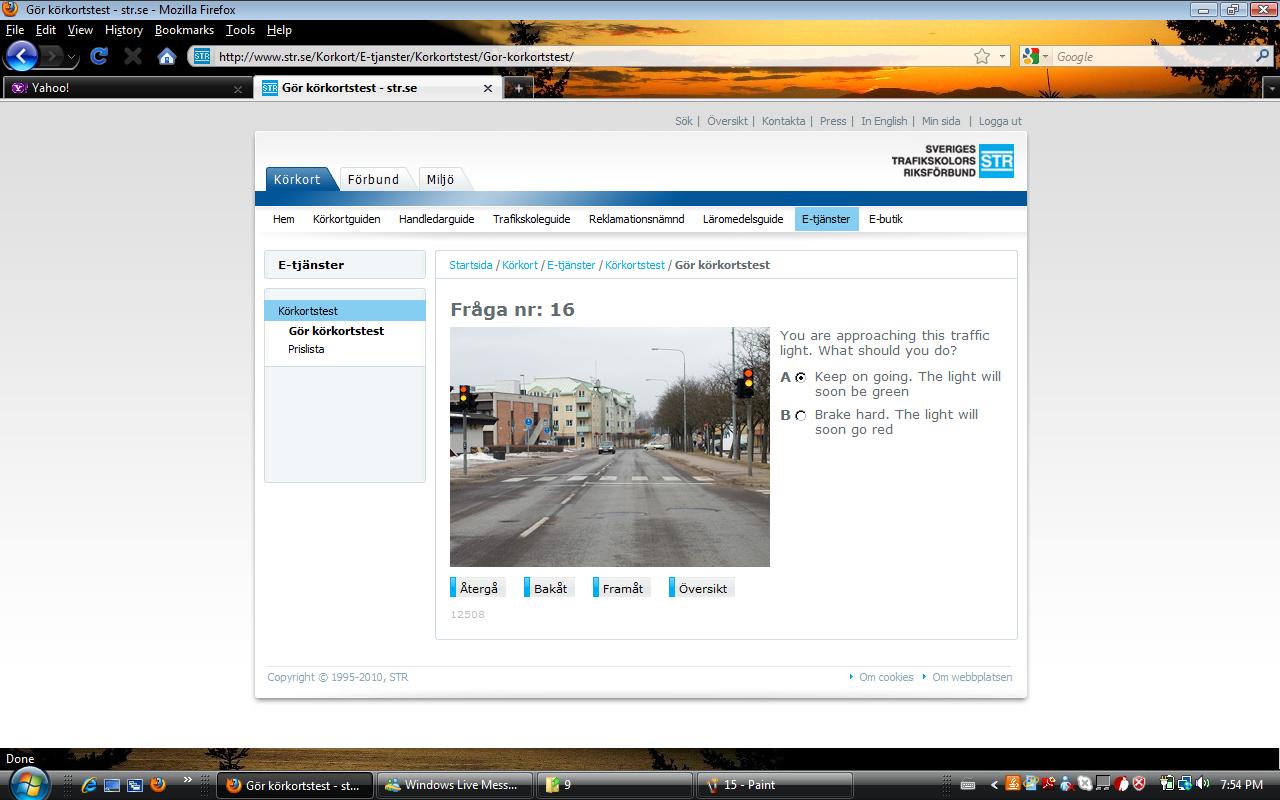 Gör körkortstest - str.se - Mozilla Firefox
File Edit View History Bookmarks Tools Help
STR http://www.str.se/Korkort/E-tjanster/Korkortstest/Gor-korkortstest/
Google
Yahoo!
STR Gör körkortstest - str.se
Sök | Översikt | Kontakta | Press | In English | Min sida | Logga ut
SVERIGES
TRAFIKSKOLORS
RIKSFÖRBUND
STR
Körkort Förbund Miljö
Hem Körkortguiden Handledarguide Trafikskoleguide Reklamationsnämnd Läromedelsguide E-tjänster E-butik
E-tjänster
Körkortstest
Gör körkortstest
Prislista
Startsida / Körkort / E-tjänster / Körkortstest / Gör körkortstest
Fråga nr: 16
You are approaching this traffic
light. What should you do?
A Keep on going. The light will
soon be green
B Brake hard. The light will
soon go red
Återgå Bakåt Framåt Översikt
12508
Copyright © 1995-2010, STR
Om cookies Om webbplatsen
Done
Gör körkortstest - st...
Windows Live Mess...
9
15 - Paint
7:54 PM